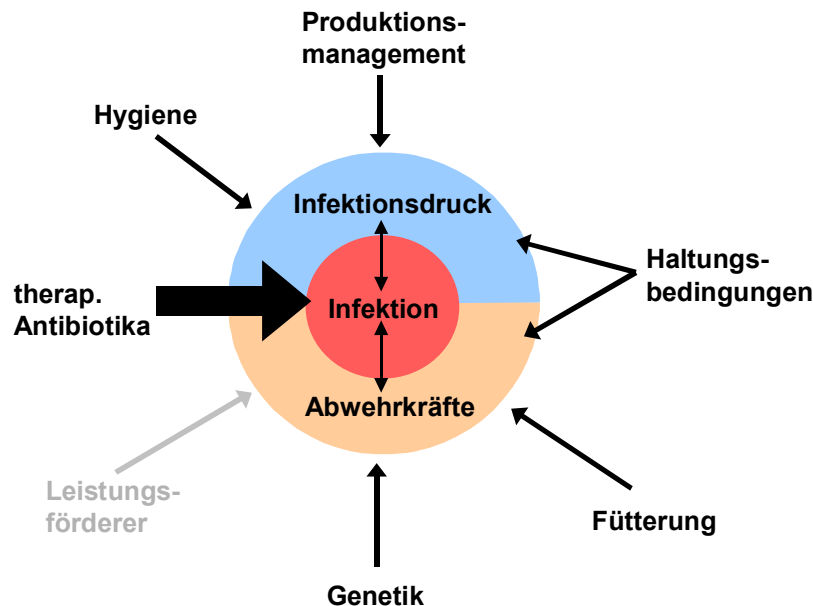 Produktions-
management
Hygiene
Infektionsdruck
Haltungs-
bedingungen
therap.
Antibiotika
Infektion
Abwehrkräfte
Leistungs-
förderer
Fütterung
Genetik